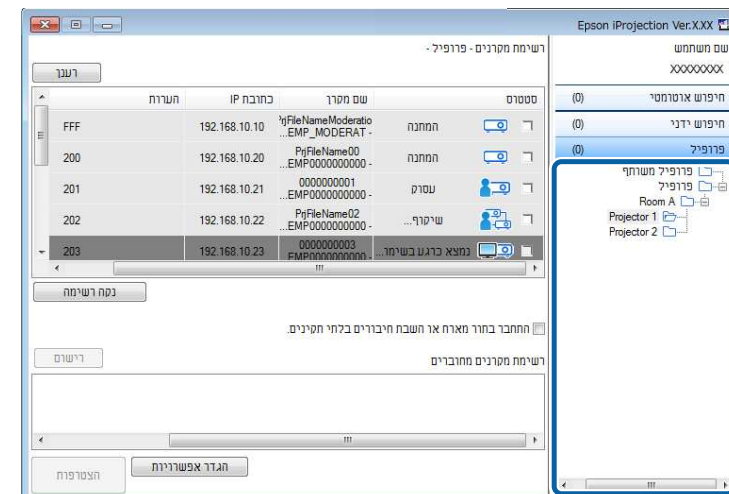 Epson iProjection Ver.X.XX
שם משתמש
XXXXXXXX
חיפוש אוטומטי (0)
חיפוש ידני (0)
פרופיל (0)
פרופיל משותף
פרופיל
Room A
Projector 1
Projector 2
רשימת מקרנים - פרופיל -
רענן
סטטוס שם מקרן כתובת IP הערות
המתנה PrjFileNameModeratio 192.168.10.10 FFF
...EMP_MODERAT -
המתנה PrjFileName00 192.168.10.20 200
...EMP0000000000 -
עסוק 0000000001 192.168.10.21 201
...EMP0000000000 -
שיקוף... PrjFileName02 192.168.10.22 202
...EMP0000000000 -
נמצא כרגע בשימו... 0000000003 192.168.10.23 203
EMP0000000000 -
נקה רשימה
התחבר בתור מארח או השבת חיבורים בלתי תקינים.
רישום
רשימת מקרנים מחוברים
הגדר אפשרויות
הצטרפות